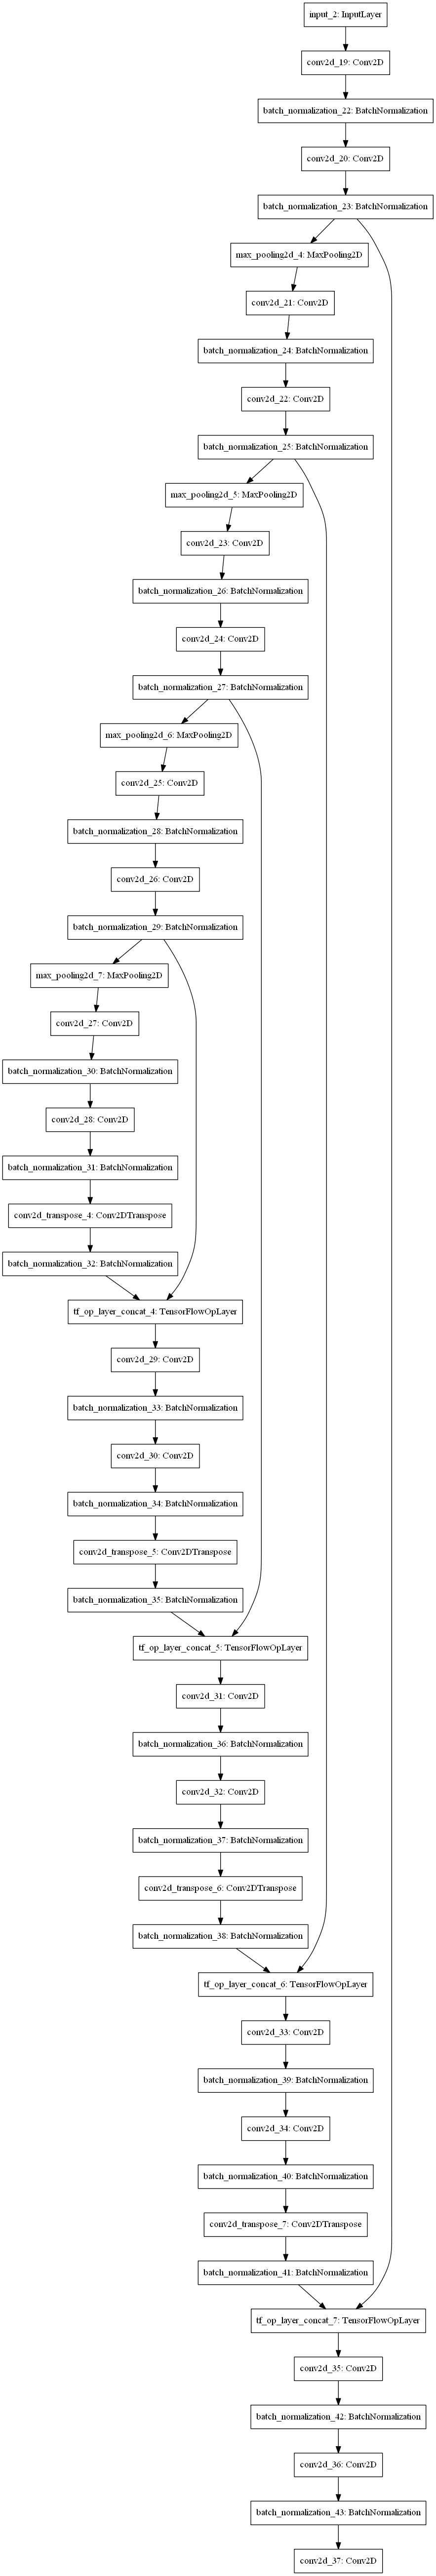 input_2: InputLayer
conv2d_19: Conv2D
batch_normalization_22: BatchNormalization
conv2d_20: Conv2D
batch_normalization_23: BatchNormalization
max_pooling2d_4: MaxPooling2D
conv2d_21: Conv2D
batch_normalization_24: BatchNormalization
conv2d_22: Conv2D
batch_normalization_25: BatchNormalization
max_pooling2d_5: MaxPooling2D
conv2d_23: Conv2D
batch_normalization_26: BatchNormalization
conv2d_24: Conv2D
batch_normalization_27: BatchNormalization
max_pooling2d_6: MaxPooling2D
conv2d_25: Conv2D
batch_normalization_28: BatchNormalization
conv2d_26: Conv2D
batch_normalization_29: BatchNormalization
max_pooling2d_7: MaxPooling2D
conv2d_27: Conv2D
batch_normalization_30: BatchNormalization
conv2d_28: Conv2D
batch_normalization_31: BatchNormalization
conv2d_transpose_4: Conv2DTranspose
batch_normalization_32: BatchNormalization
tf_op_layer_concat_4: TensorFlowOpLayer
conv2d_29: Conv2D
batch_normalization_33: BatchNormalization
conv2d_30: Conv2D
batch_normalization_34: BatchNormalization
conv2d_transpose_5: Conv2DTranspose
batch_normalization_35: BatchNormalization
tf_op_layer_concat_5: TensorFlowOpLayer
conv2d_31: Conv2D
batch_normalization_36: BatchNormalization
conv2d_32: Conv2D
batch_normalization_37: BatchNormalization
conv2d_transpose_6: Conv2DTranspose
batch_normalization_38: BatchNormalization
tf_op_layer_concat_6: TensorFlowOpLayer
conv2d_33: Conv2D
batch_normalization_39: BatchNormalization
conv2d_34: Conv2D
batch_normalization_40: BatchNormalization
conv2d_transpose_7: Conv2DTranspose
batch_normalization_41: BatchNormalization
tf_op_layer_concat_7: TensorFlowOpLayer
conv2d_35: Conv2D
batch_normalization_42: BatchNormalization
conv2d_36: Conv2D
batch_normalization_43: BatchNormalization
conv2d_37: Conv2D